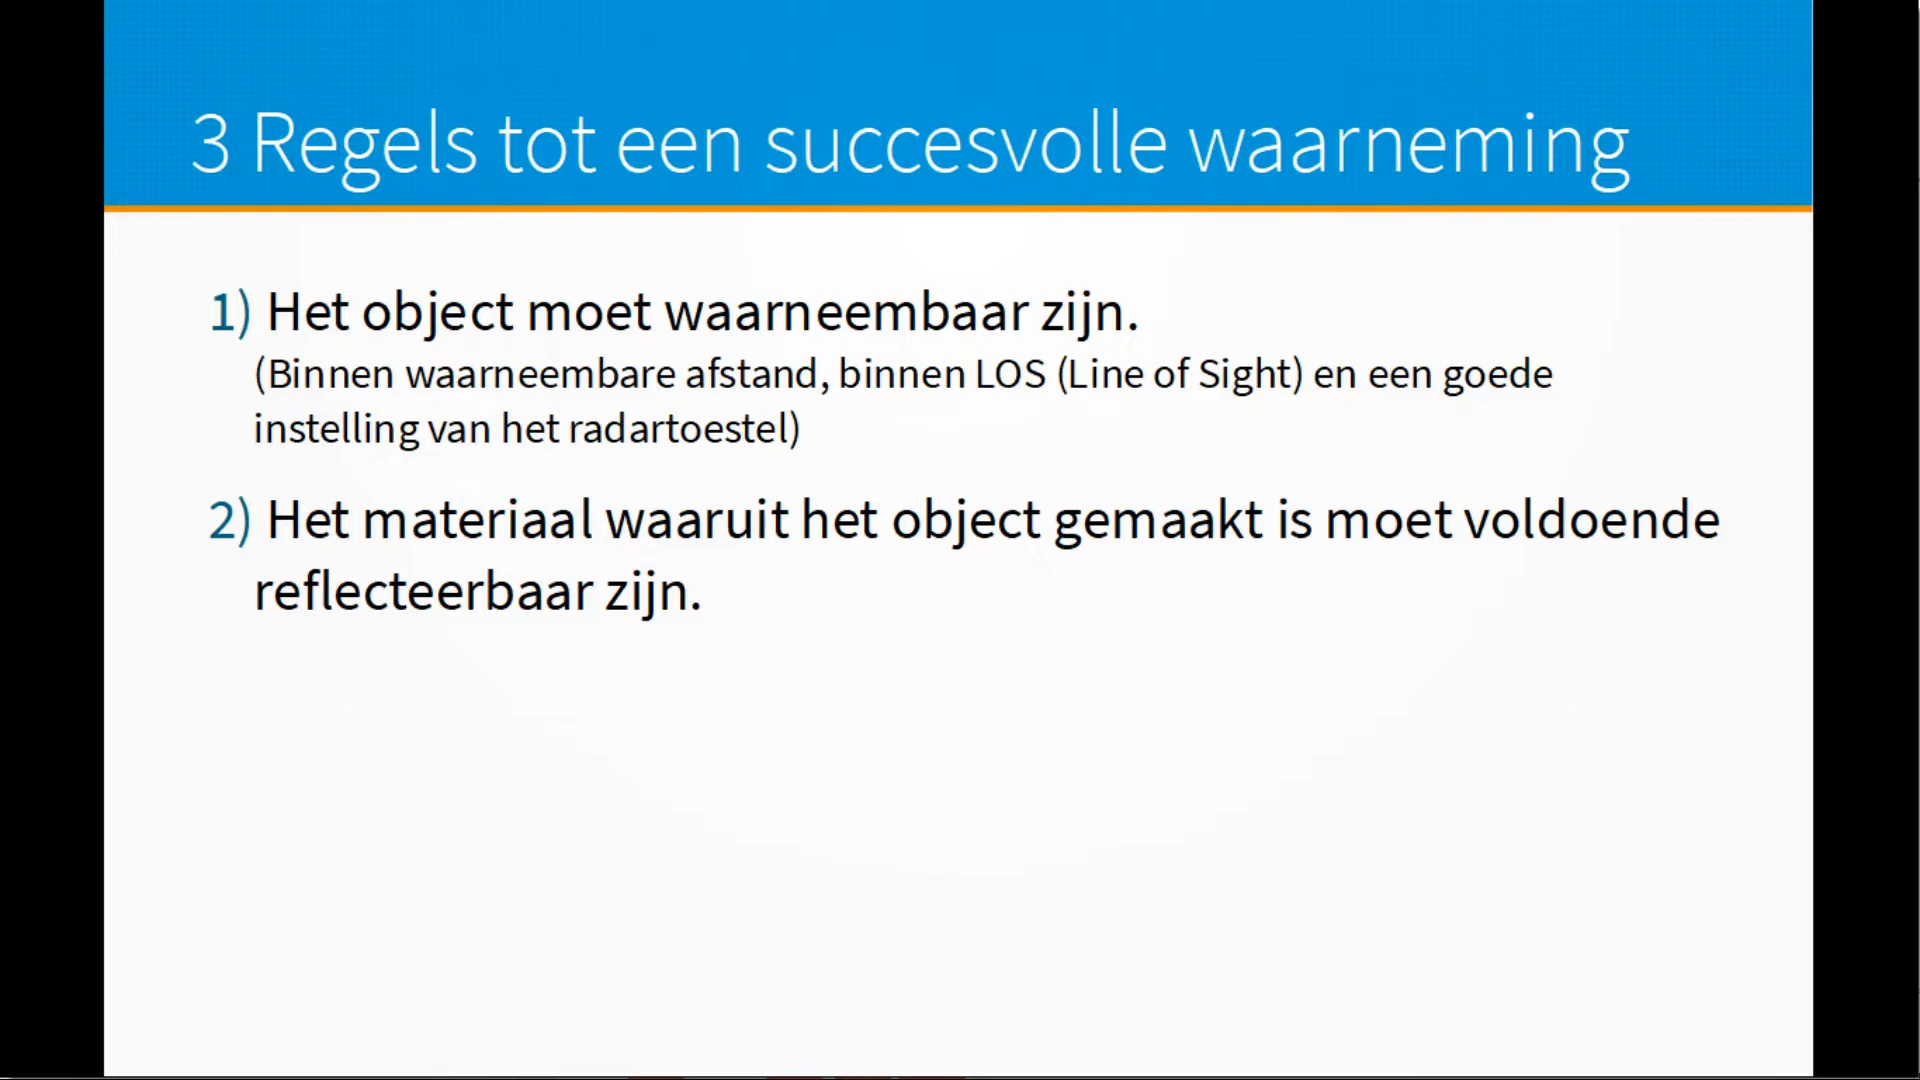 3 Regels tot een succesvolle waarneming
1) Het object moet waarneembaar zijn.
(Binnen waarneembare afstand, binnen LOS (Line of Sight) en een goede
instelling van het radartoestel)
2) Het materiaal waaruit het object gemaakt is moet voldoende
reflecteerbaar zijn.